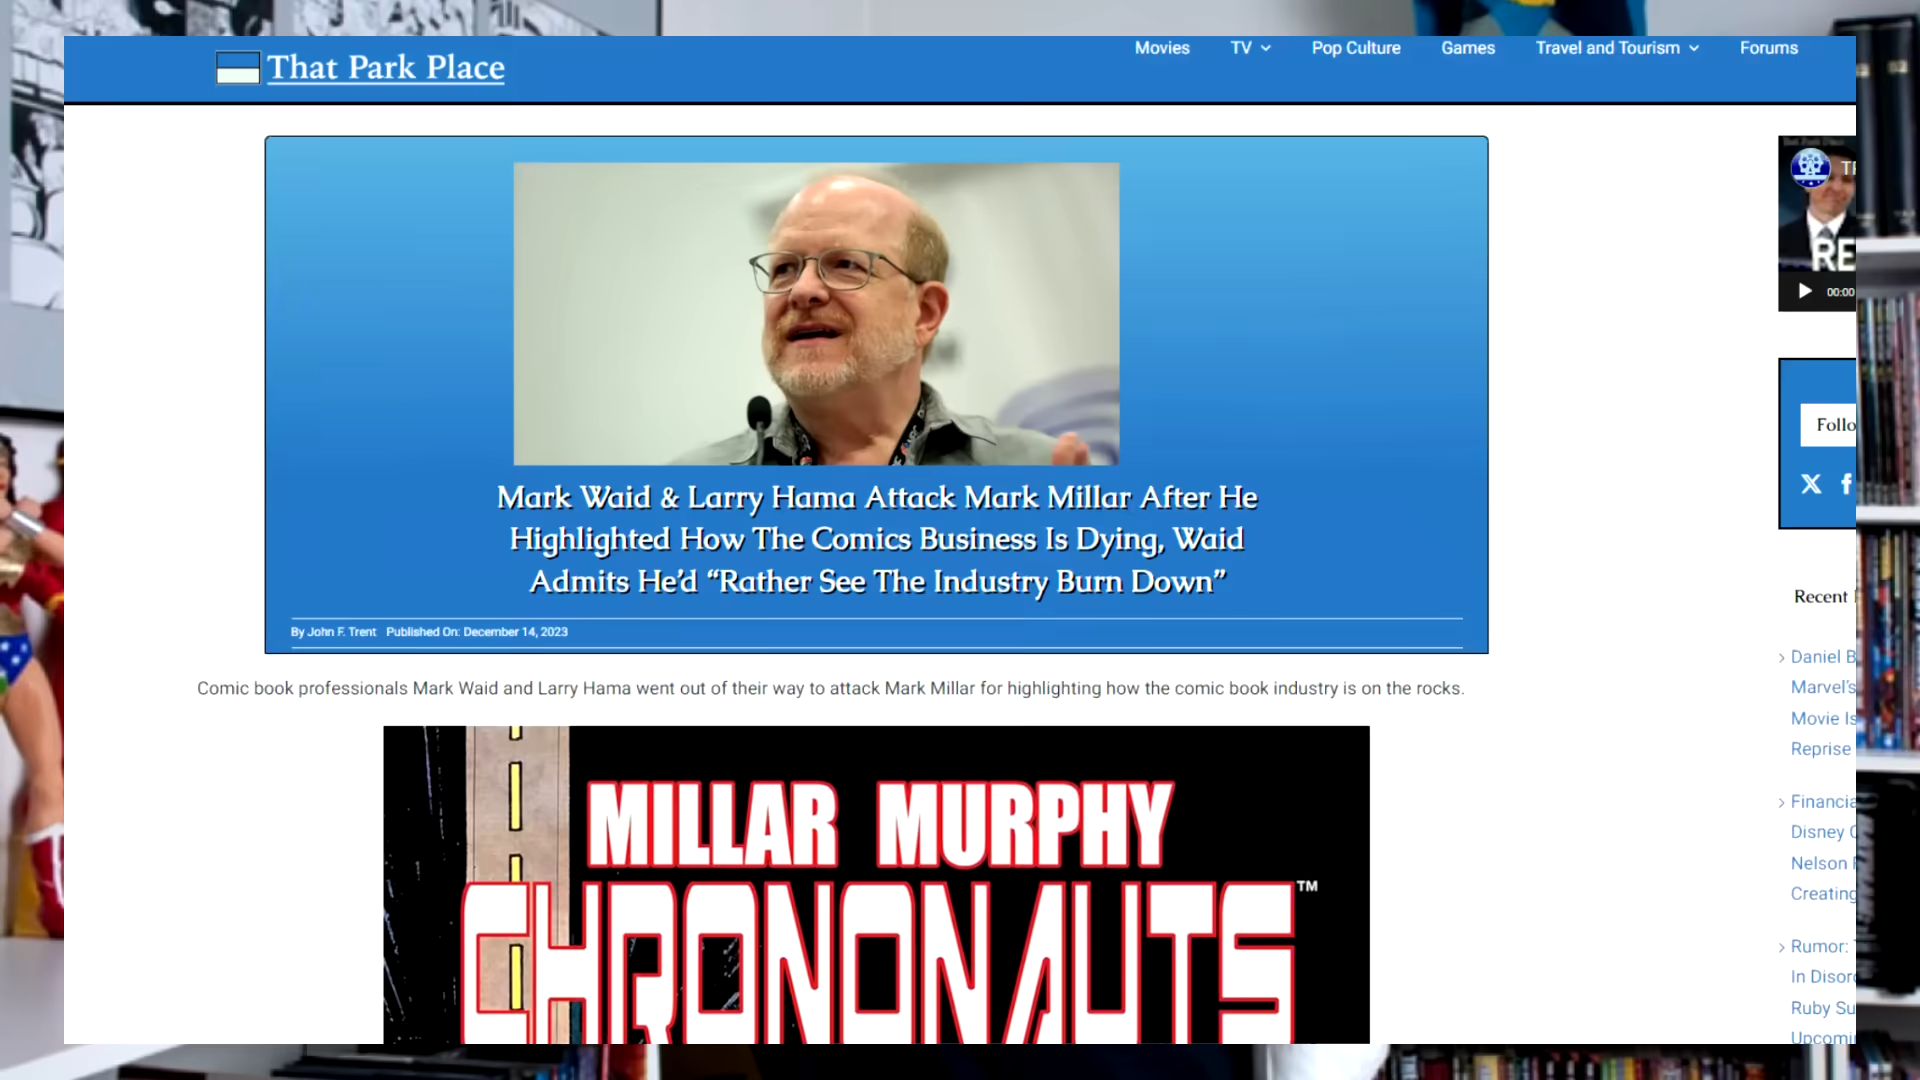 That Park Place
Movies TV Pop Culture Games Travel and Tourism Forums
Mark Waid & Larry Hama Attack Mark Millar After He
Highlighted How The Comics Business Is Dying, Waid
Admits He'd “Rather See The Industry Burn Down”
By John F. Trent Published On: December 14, 2023
Comic book professionals Mark Waid and Larry Hama went out of their way to attack Mark Millar for highlighting how the comic book industry is on the rocks.
MILLAR MURPHY
CHRONONAUTS™
RE
00:00
Follo
Recent
Daniel B
Marvel's
Movie Is
Reprise
Financia
Disney
Nelson
Creating
Rumor:
In Disor
Ruby Su
Upcomi